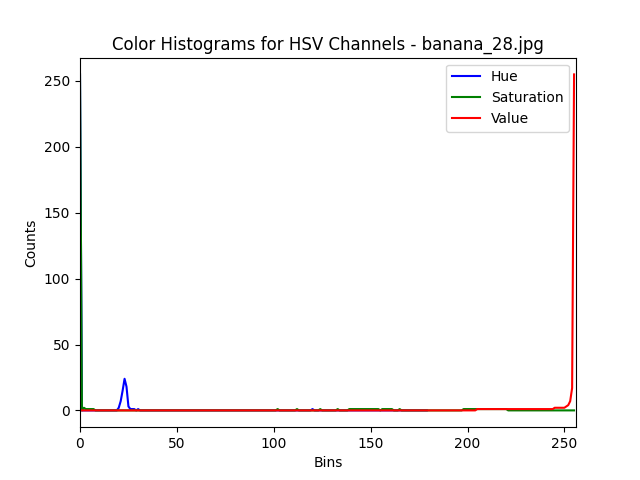 Color Histograms for HSV Channels - banana_28.jpg
Hue
Saturation
Value
Counts
250
200
150
100
50
0
0 50 100 150 200 250
Bins